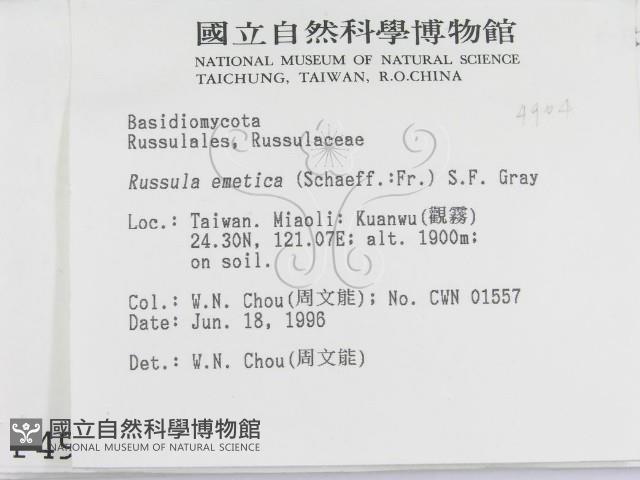 國立自然科學博物館
NATIONAL MUSEUM OF NATURAL SCIENCE
TAICHUNG, TAIWAN, R.O.CHINA
4904
Basidiomycota
Russulales, Russulaceae
Russula emetica (Schaeff.:Fr.) S.F. Gray
Loc.: Taiwan. Miaoli: Kuanwu(觀霧)
24.30N, 121.07E; alt. 1900m;
on soil.
Col.: W.N. Chou(周文能); No. CWN 01557
Date: Jun. 18, 1996
Det.: W.N. Chou(周文能)
國立自然科學博物館
NATIONAL MUSEUM OF NATURAL SCIENCE